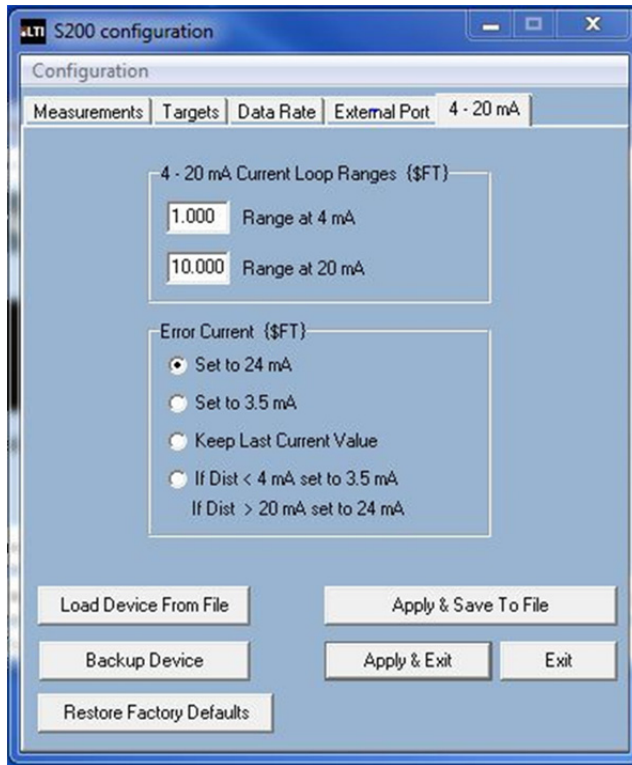 LTI S200 configuration
Configuration
Measurements Targets Data Rate External Port 4 - 20 mA
4 - 20 mA Current Loop Ranges {$FT}
1.000 Range at 4 mA
10.000 Range at 20 mA
Error Current {$FT}
Set to 24 mA
Set to 3.5 mA
Keep Last Current Value
If Dist < 4 mA set to 3.5 mA
If Dist > 20 mA set to 24 mA
Load Device From File Apply & Save To File
Backup Device Apply & Exit Exit
Restore Factory Defaults